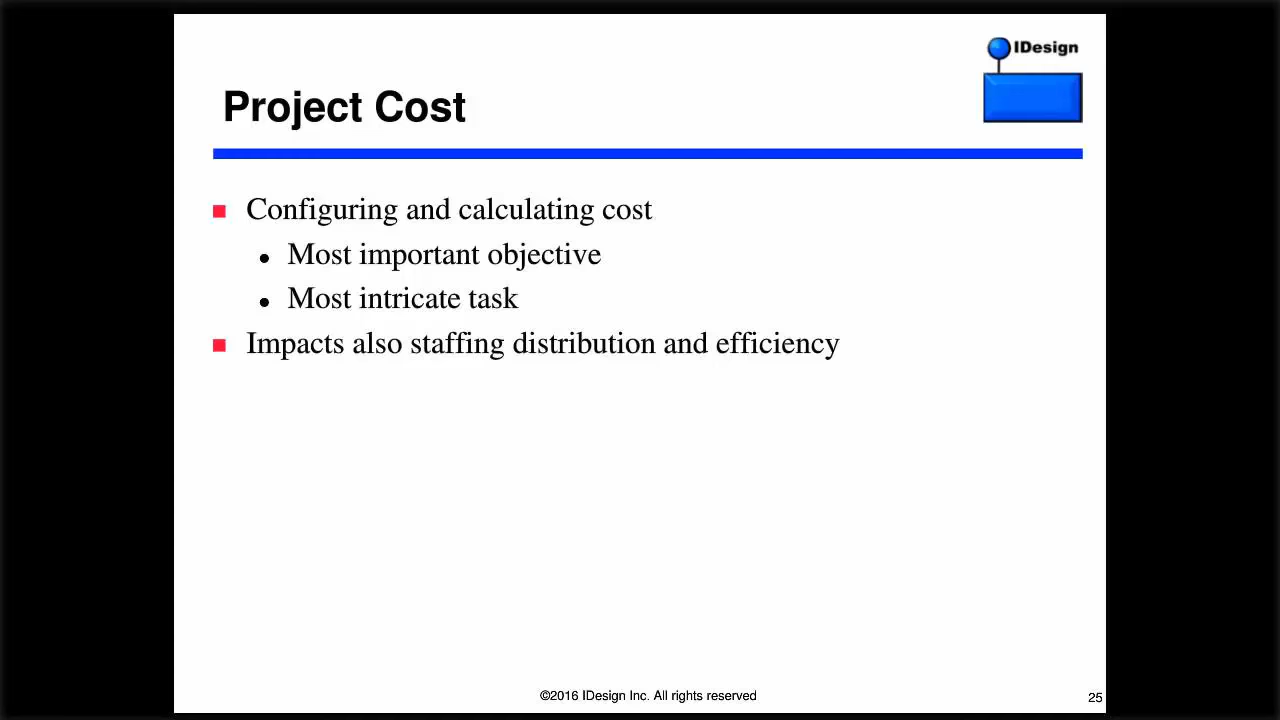 IDesign
Project Cost
Configuring and calculating cost
Most important objective
Most intricate task
Impacts also staffing distribution and efficiency
©2016 IDesign Inc. All rights reserved
25